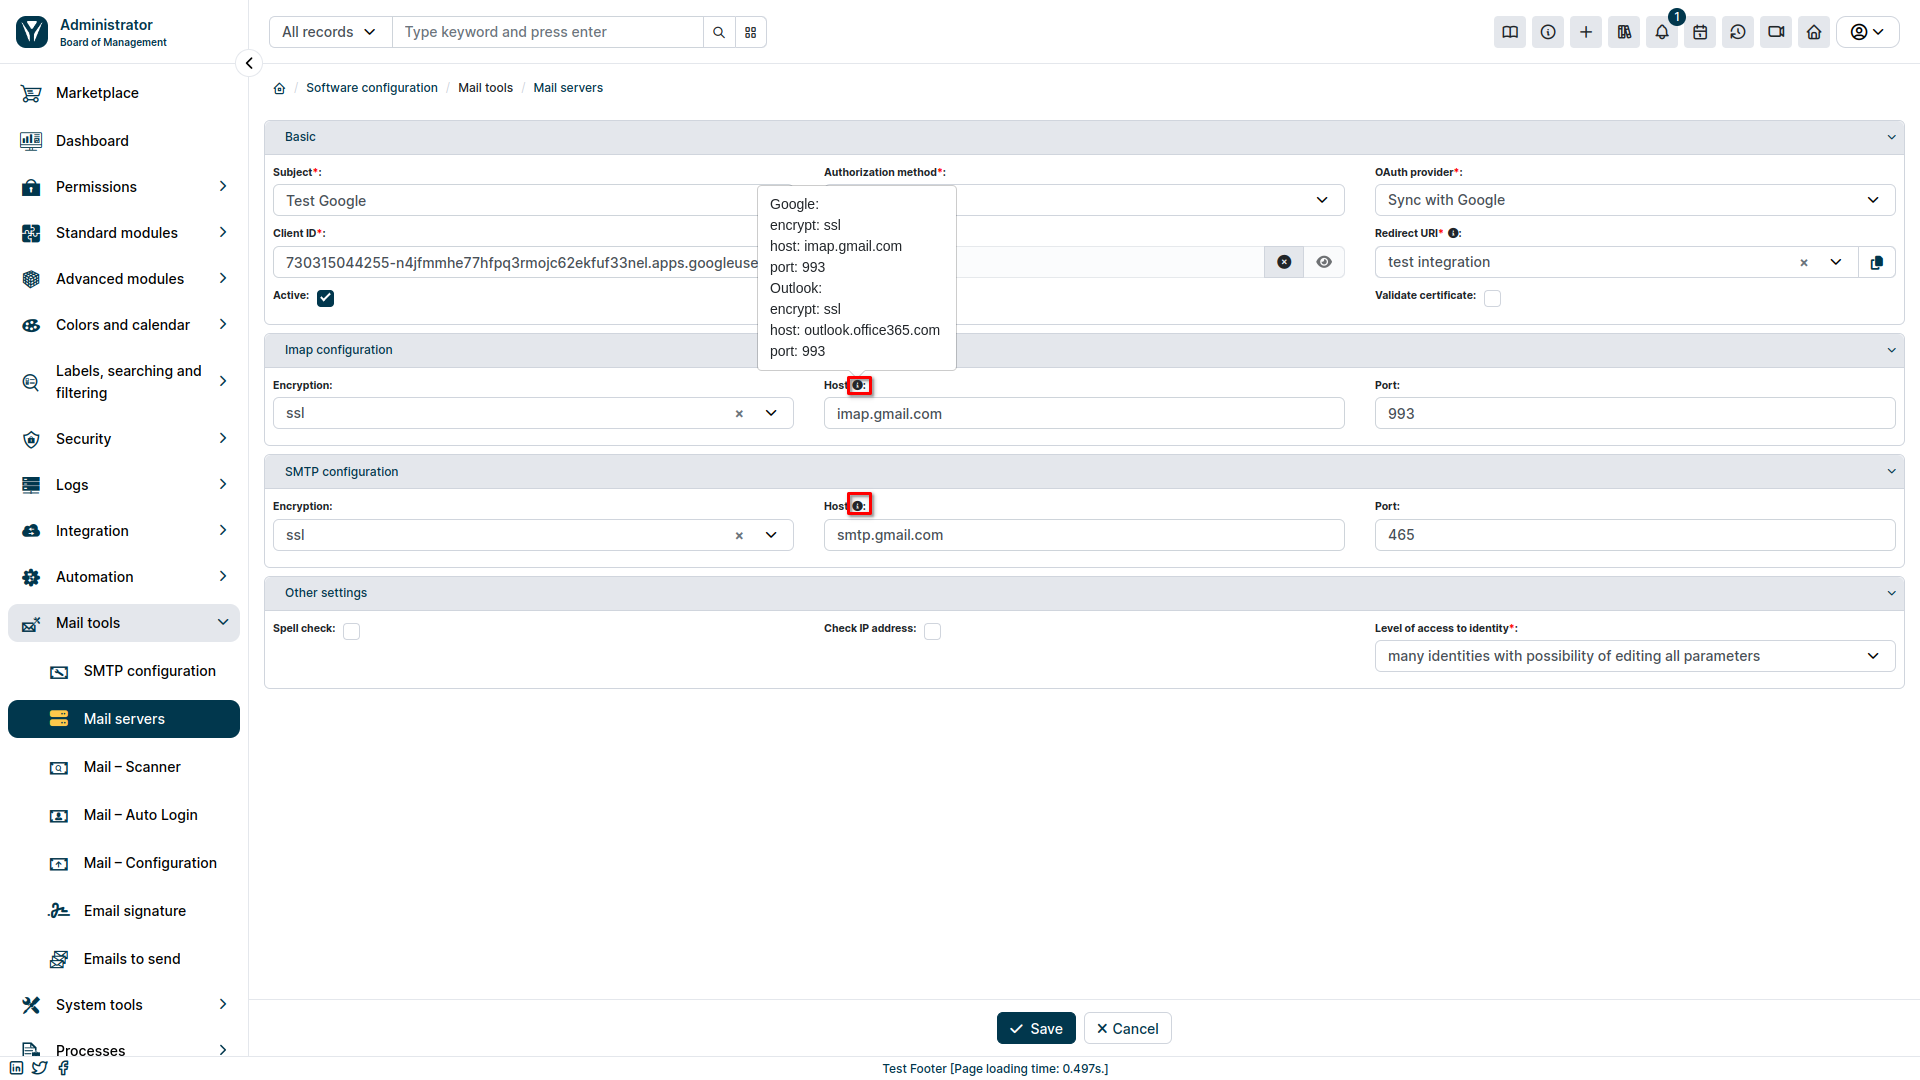 Administrator
Board of Management
All records
Type keyword and press enter
1
Marketplace
Dashboard
Permissions
Standard modules
Advanced modules
Colors and calendar
Labels, searching and
filtering
Security
Logs
Integration
Automation
Mail tools
SMTP configuration
Mail servers
Mail – Scanner
Mail – Auto Login
Mail – Configuration
Email signature
Emails to send
System tools
Processes
/ Software configuration / Mail tools / Mail servers
Basic
Subject*:
Test Google
Authorization method*:
OAuth provider*:
Sync with Google
Client ID*:
730315044255-n4jfmmhe77hfpq3rmojc62ekfuf33nel.apps.googleuse
Redirect URI* :
test integration
Active:
Validate certificate:
Google:
encrypt: ssl
host: imap.gmail.com
port: 993
Outlook:
encrypt: ssl
host: outlook.office365.com
port: 993
Imap configuration
Encryption:
ssl
Host :
imap.gmail.com
Port:
993
SMTP configuration
Encryption:
ssl
Host :
smtp.gmail.com
Port:
465
Other settings
Spell check:
Check IP address:
Level of access to identity*:
many identities with possibility of editing all parameters
Save
Cancel
Test Footer [Page loading time: 0.497s.]